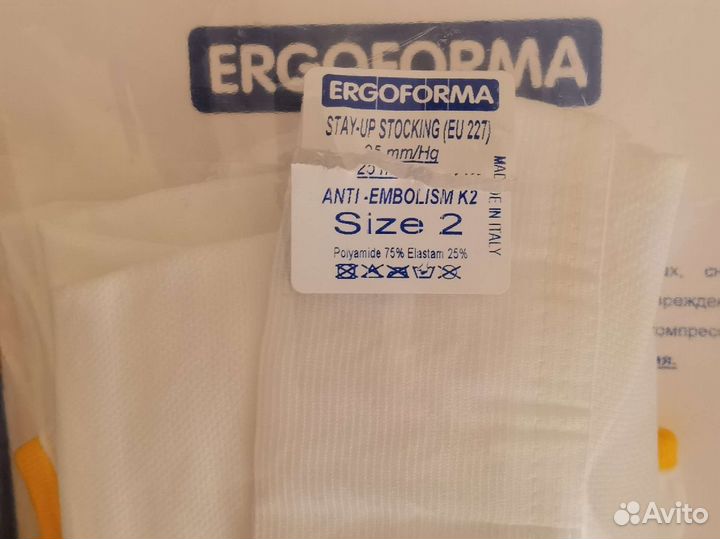 ERGOFORMA
ERGOFORMA
STAY-UP STOCKING (EU 227)
25 mm/Hg
ANTI -EMBOLISM K2
Size 2
Polyamide 75% Elastam 25%
MADE IN ITALY
Avito